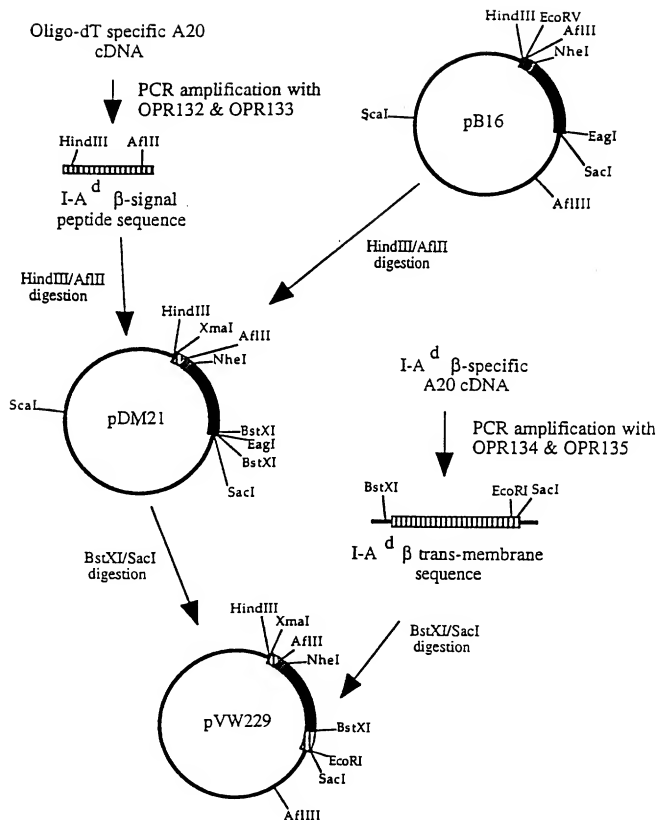 Oligo-dT specific A20
cDNA
PCR amplification with
OPR132 & OPR133
HindIII
AflII
I-A d β-signal
peptide sequence
HindIII/AflII
digestion
HindIII
EcoRV
AflII
NheI
ScaI
pB16
EagI
SacI
AflIII
HindIII/AflII
digestion
HindIII
XmaI
AflII
NheI
ScaI
pDM21
BstXI
EagI
BstXI
SacI
I-A d β-specific
A20 cDNA
PCR amplification with
OPR134 & OPR135
BstXI
EcoRI
SacI
I-A d β trans-membrane
sequence
BstXI/SacI
digestion
BstXI/SacI
digestion
HindIII
XmaI
AflII
NheI
pVW229
BstXI
EcoRI
SacI
AflIII